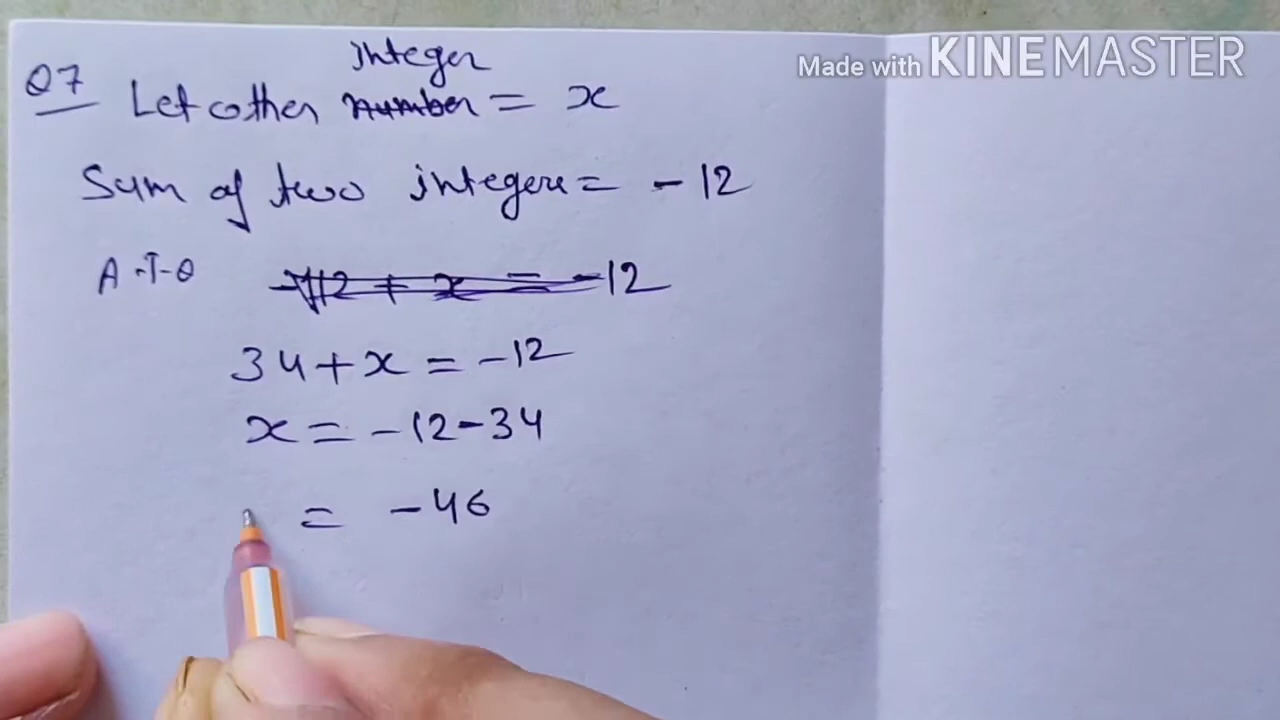 Made with KINEMASTER
integer
Q7 Let other number = x
Sum of two integers = -12
A-T-Q -12 + x = -12
34 + x = -12
x = -12 - 34
= -46